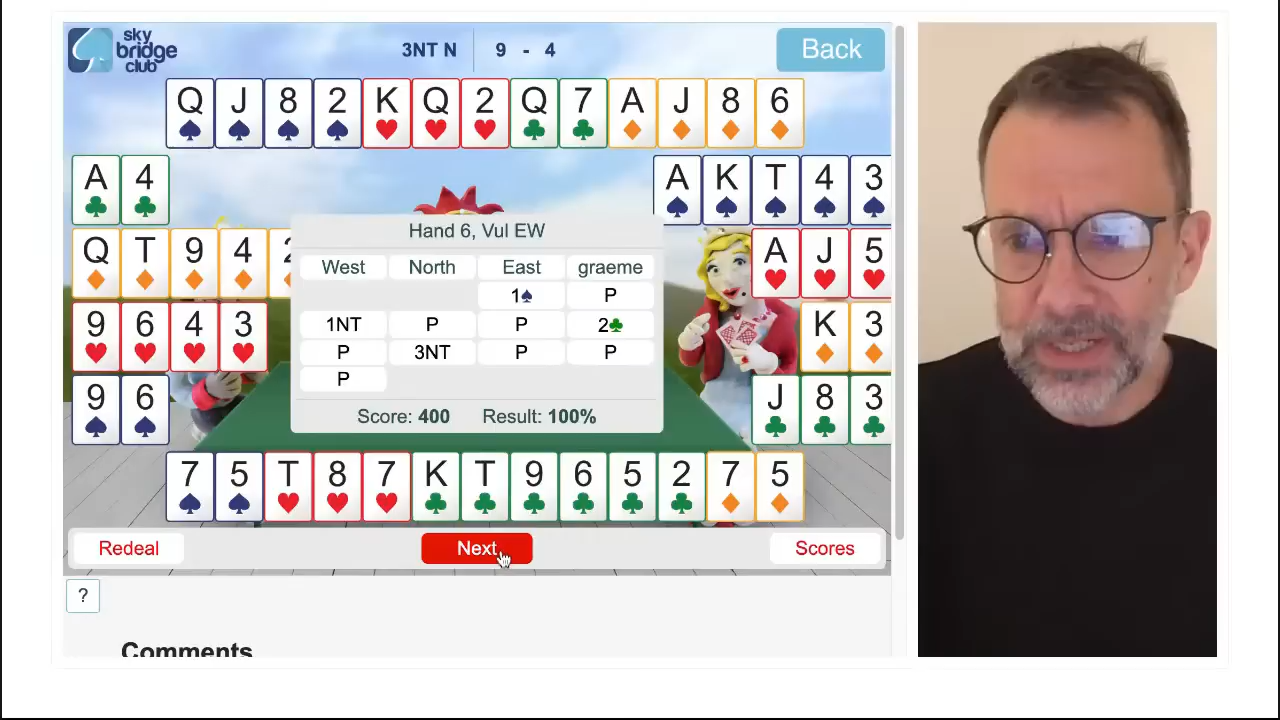 sky
bridge
club
3NT N 9 - 4
Back
Q J 8 2 K Q 2 Q 7 A J 8 6
A 4
A K T 4 3
Q T 9 4 2
A J 5
9 6 4 3
K 3
9 6
J 8 3
Hand 6, Vul EW
West North East graeme
1♠ P
1NT P P 2♣
P 3NT P P
P
Score: 400 Result: 100%
7 5 T 8 7 K T 9 6 5 2 7 5
Redeal Next Scores
?
Comments